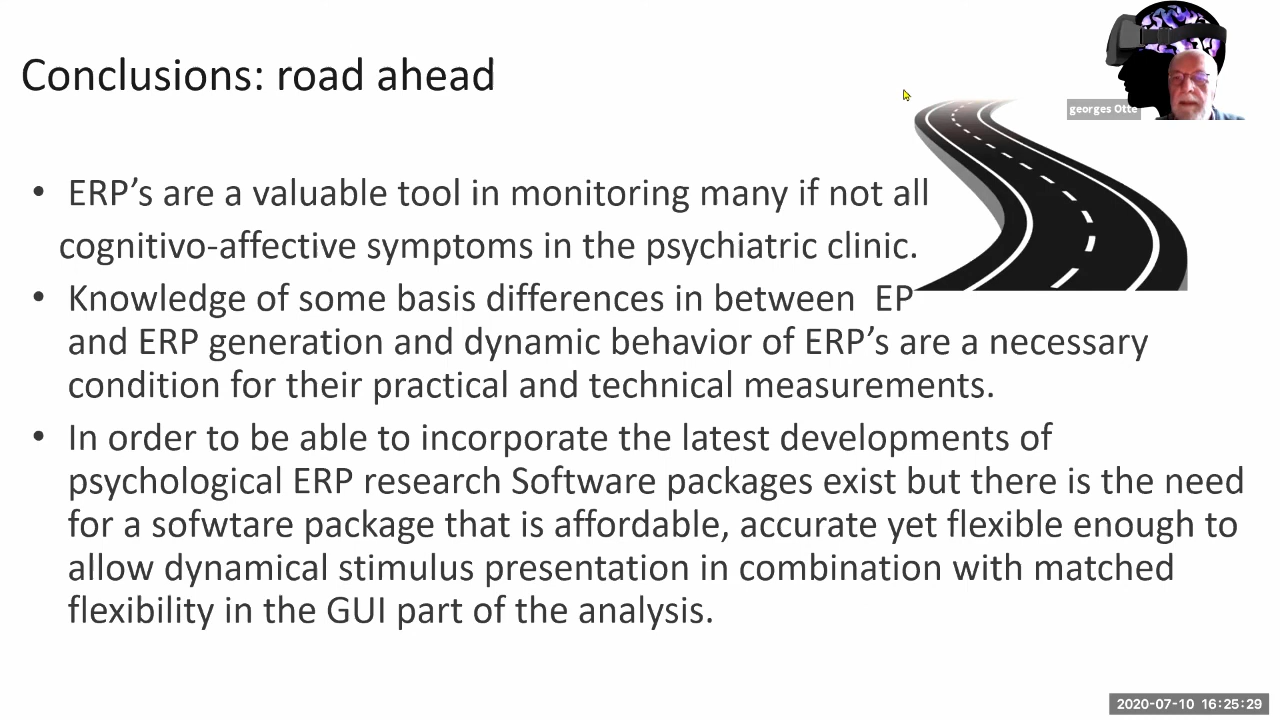 Conclusions: road ahead
georges Otte
• ERP’s are a valuable tool in monitoring many if not all
cognitivo-affective symptoms in the psychiatric clinic.
• Knowledge of some basis differences in between  EP
and ERP generation and dynamic behavior of ERP’s are a necessary
condition for their practical and technical measurements.
• In order to be able to incorporate the latest developments of
psychological ERP research Software packages exist but there is the need
for a sofwtare package that is affordable, accurate yet flexible enough to
allow dynamical stimulus presentation in combination with matched
flexibility in the GUI part of the analysis.
2020-07-10 16:25:29